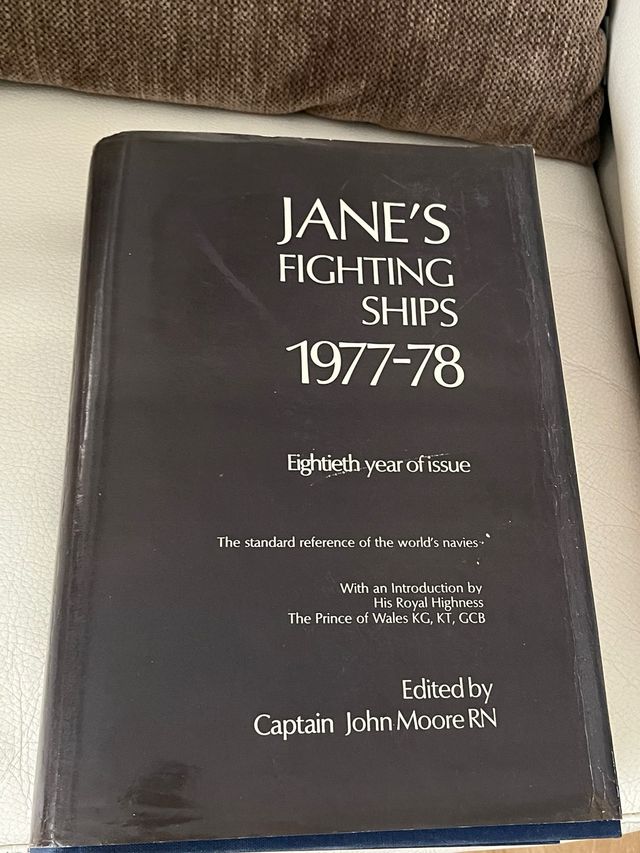 JANE'S
FIGHTING
SHIPS
1977-78
Eightieth year of issue
The standard reference of the world's navies
With an Introduction by
His Royal Highness
The Prince of Wales KG, KT, GCB
Edited by
Captain John Moore RN